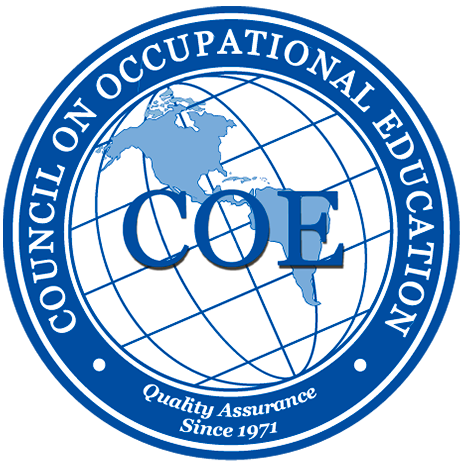 COUNCIL ON OCCUPATIONAL EDUCATION
COE
Quality Assurance
Since 1971